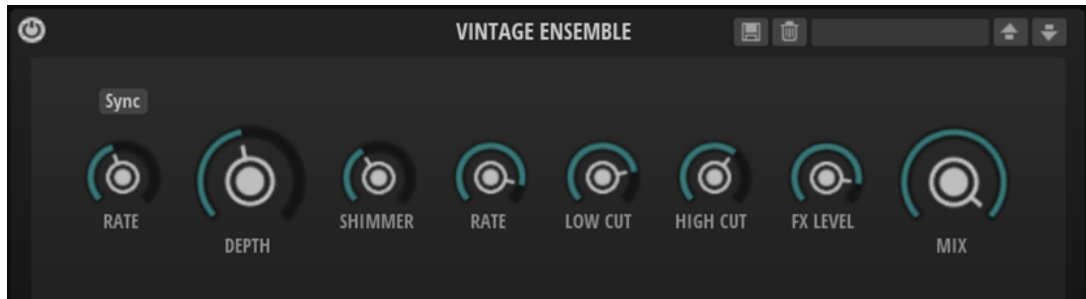 VINTAGE ENSEMBLE
Sync
RATE
DEPTH
SHIMMER
RATE
LOW CUT
HIGH CUT
FX LEVEL
MIX